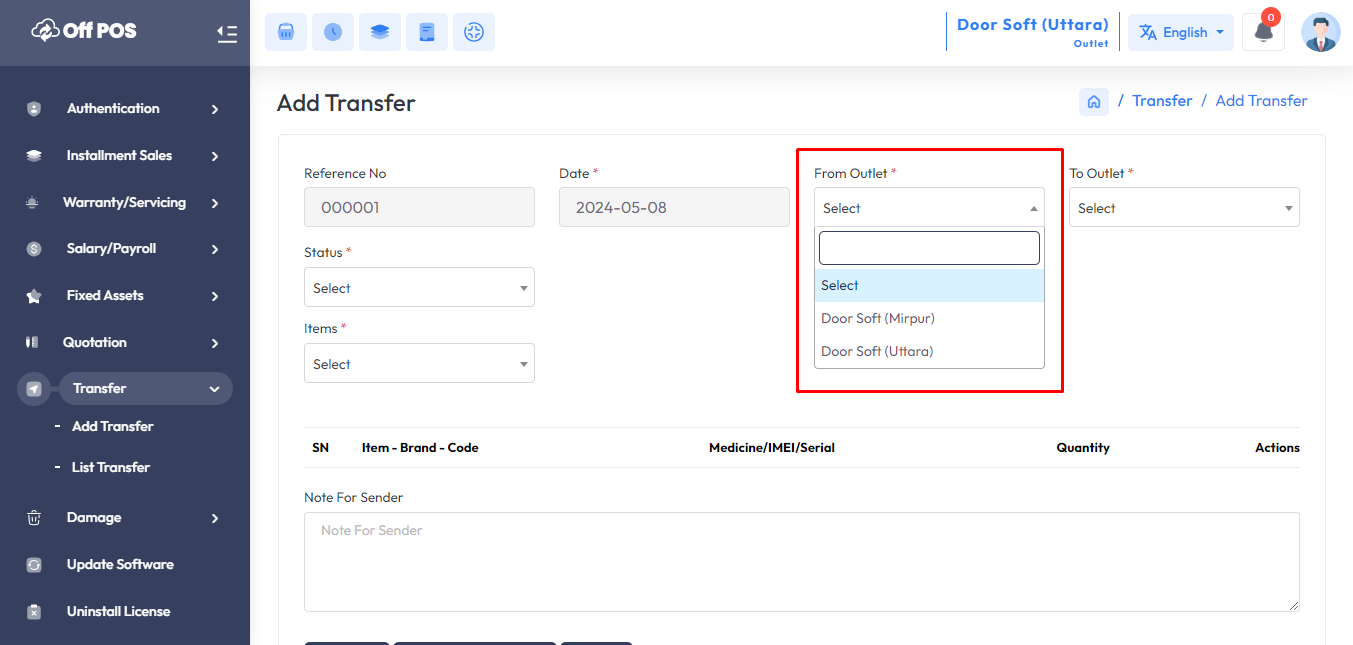 Off POS
Door Soft (Uttara)
Outlet
English
0
Authentication
Installment Sales
Warranty/Servicing
Salary/Payroll
Fixed Assets
Quotation
Transfer
- Add Transfer
- List Transfer
Damage
Update Software
Uninstall License
Add Transfer
/ Transfer / Add Transfer
Reference No
000001
Date *
2024-05-08
From Outlet *
Select
Select
Door Soft (Mirpur)
Door Soft (Uttara)
To Outlet *
Select
Status *
Select
Items *
Select
SN Item - Brand - Code Medicine/IMEI/Serial Quantity Actions
Note For Sender
Note For Sender